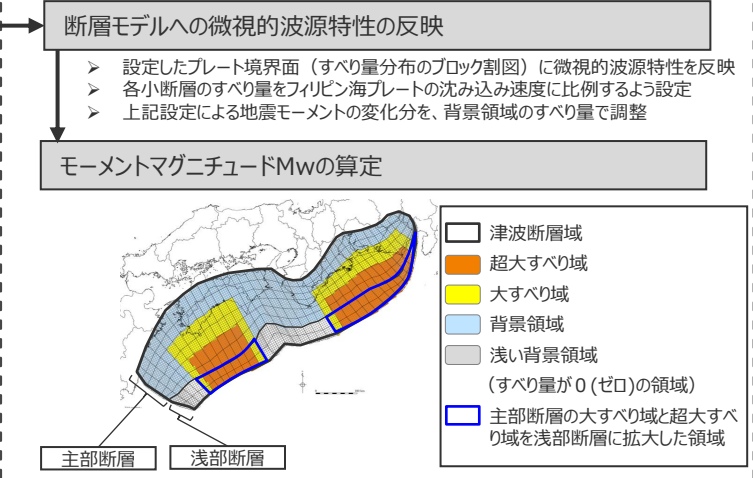 断層モデルへの微視的波源特性の反映
➢ 設定したプレート境界面（すべり量分布のブロック割図）に微視的波源特性を反映
➢ 各小断層のすべり量をフィリピン海プレートの沈み込み速度に比例するよう設定
➢ 上記設定による地震モーメントの変化分を、背景領域のすべり量で調整
モーメントマグニチュードMwの算定
津波断層域
超大すべり域
大すべり域
背景領域
浅い背景領域
（すべり量が０(ゼロ)の領域）
主部断層の大すべり域と超大すべ
り域を浅部断層に拡大した領域
主部断層
浅部断層